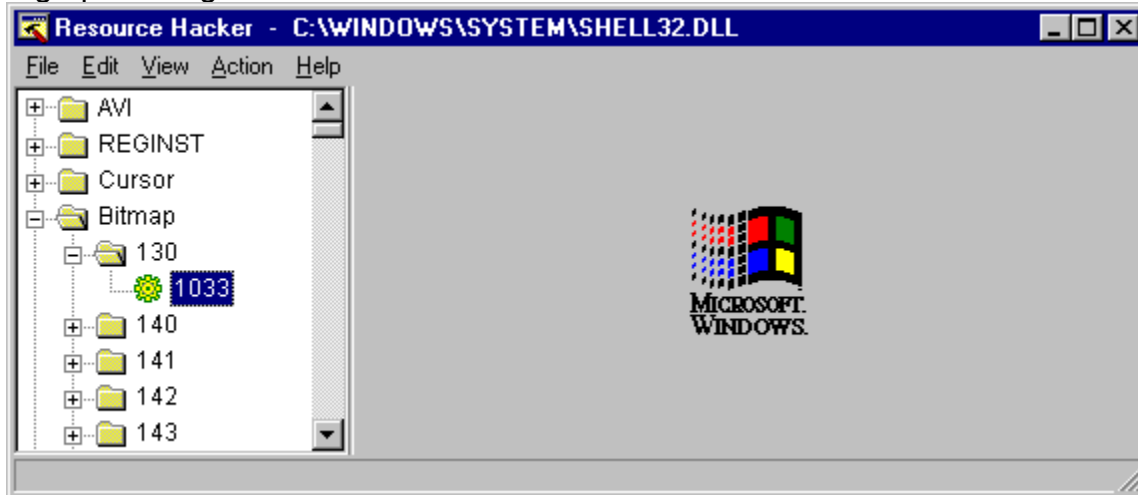 Resource Hacker - C:\WINDOWS\SYSTEM\SHELL32.DLL
File Edit View Action Help
AVI
REGINST
Cursor
Bitmap
130
1033
140
141
142
143
MICROSOFT.
WINDOWS.